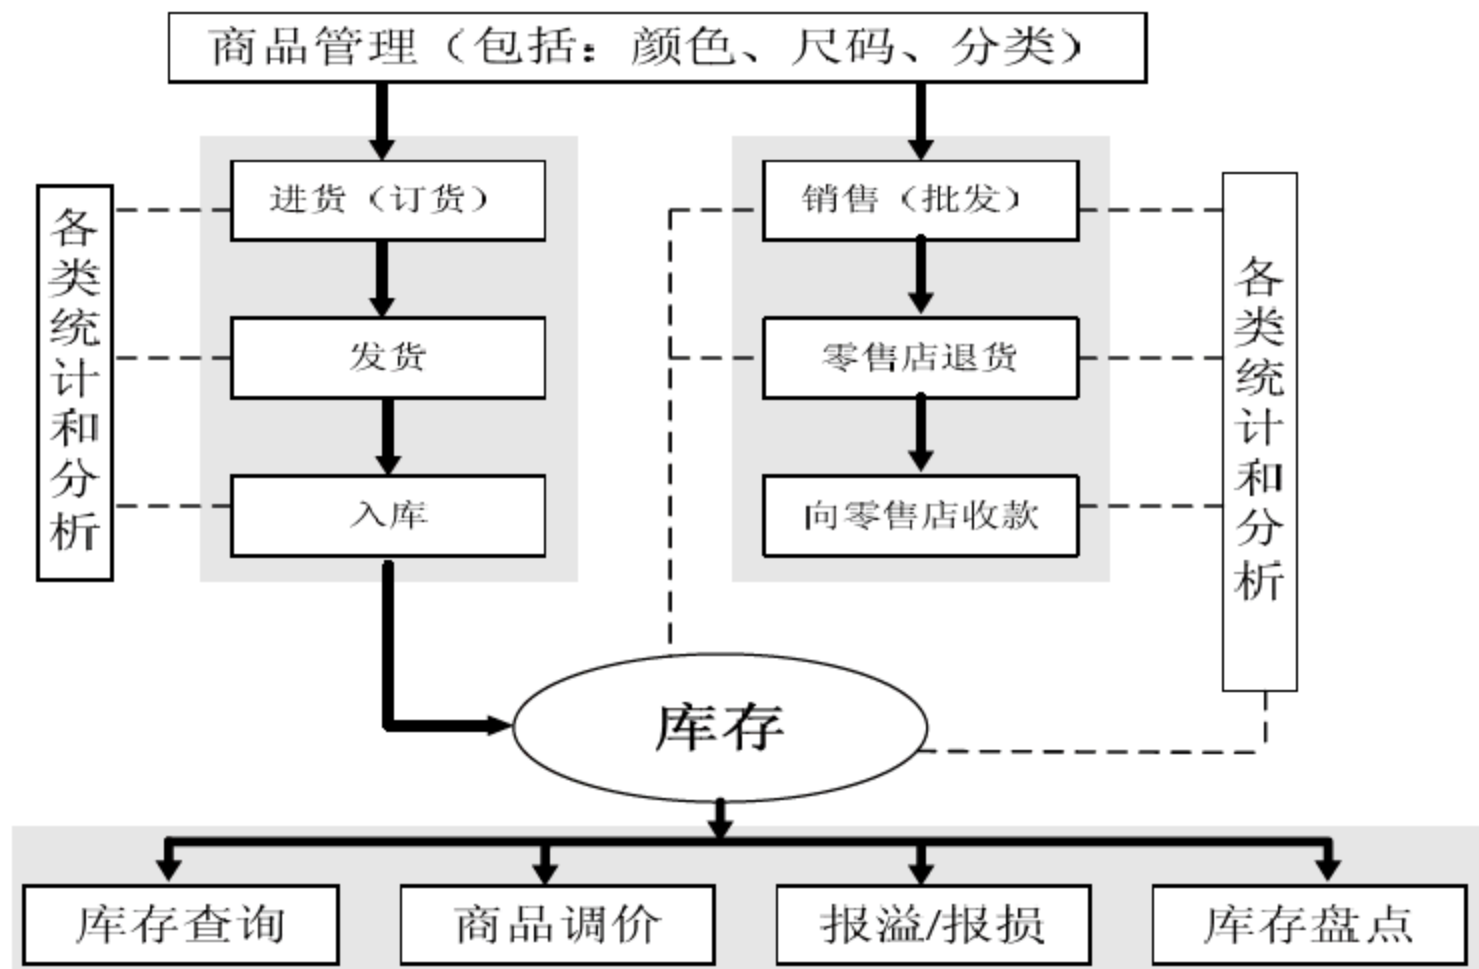 商品管理（包括：颜色、尺码、分类）
进货（订货）
销售（批发）
各类统计和分析
发货
零售店退货
各类统计和分析
入库
向零售店收款
库存
库存查询
商品调价
报溢/报损
库存盘点